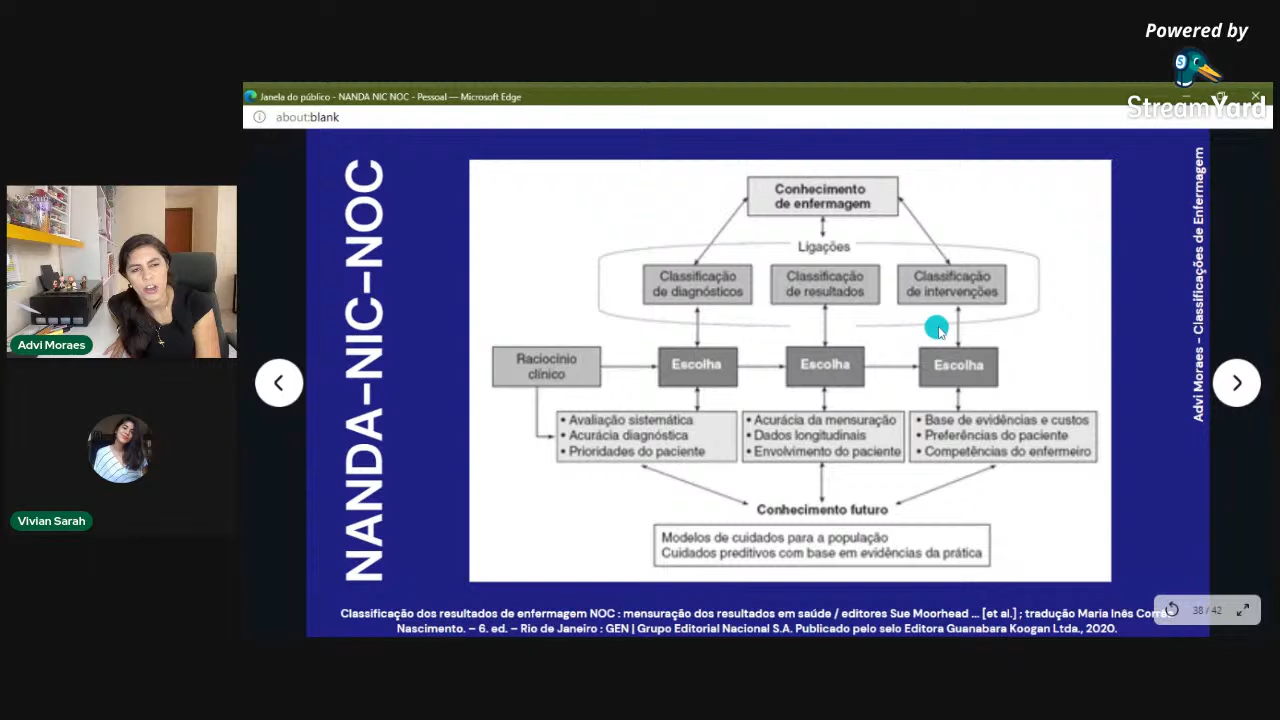 Powered by
StreamYard
Janela do público - NANDA NIC NOC - Pessoal — Microsoft Edge
about:blank
NANDA-NIC-NOC
Conhecimento
de enfermagem
Ligações
Classificação
de diagnósticos
Classificação
de resultados
Classificação
de intervenções
Raciocínio
clínico
Escolha
Escolha
Escolha
• Avaliação sistemática
• Acurácia diagnóstica
• Prioridades do paciente
• Acurácia da mensuração
• Dados longitudinais
• Envolvimento do paciente
• Base de evidências e custos
• Preferências do paciente
• Competências do enfermeiro
Conhecimento futuro
Modelos de cuidados para a população
Cuidados preditivos com base em evidências da prática
Advi Moraes - Classificações de Enfermagem
Classificação dos resultados de enfermagem NOC : mensuração dos resultados em saúde / editores Sue Moorhead ... [et al.] ; tradução Maria Inês
Nascimento. – 6. ed. – Rio de Janeiro : GEN | Grupo Editorial Nacional S.A. Publicado pelo selo Editora Guanabara Koogan Ltda., 2020.
38 / 42
Advi Moraes
Vivian Sarah